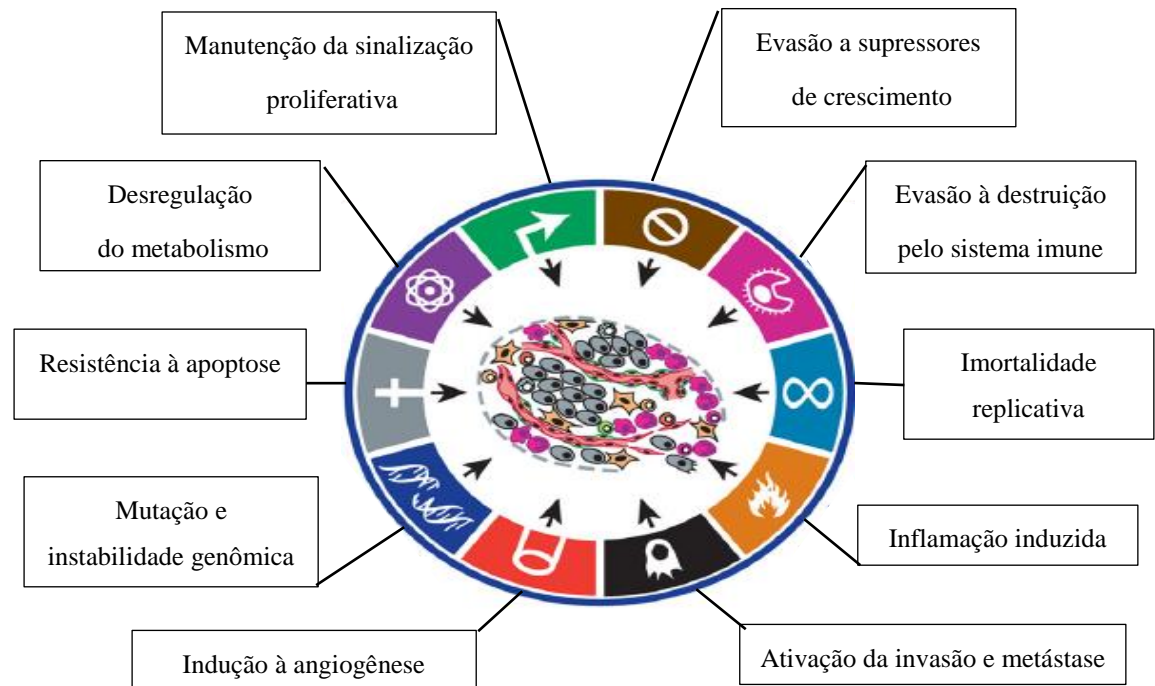 Manutenção da sinalização
proliferativa
Evasão a supressores
de crescimento
Desregulação
do metabolismo
Evasão à destruição
pelo sistema imune
Resistência à apoptose
Imortalidade
replicativa
Mutação e
instabilidade genômica
Inflamação induzida
Indução à angiogênese
Ativação da invasão e metástase